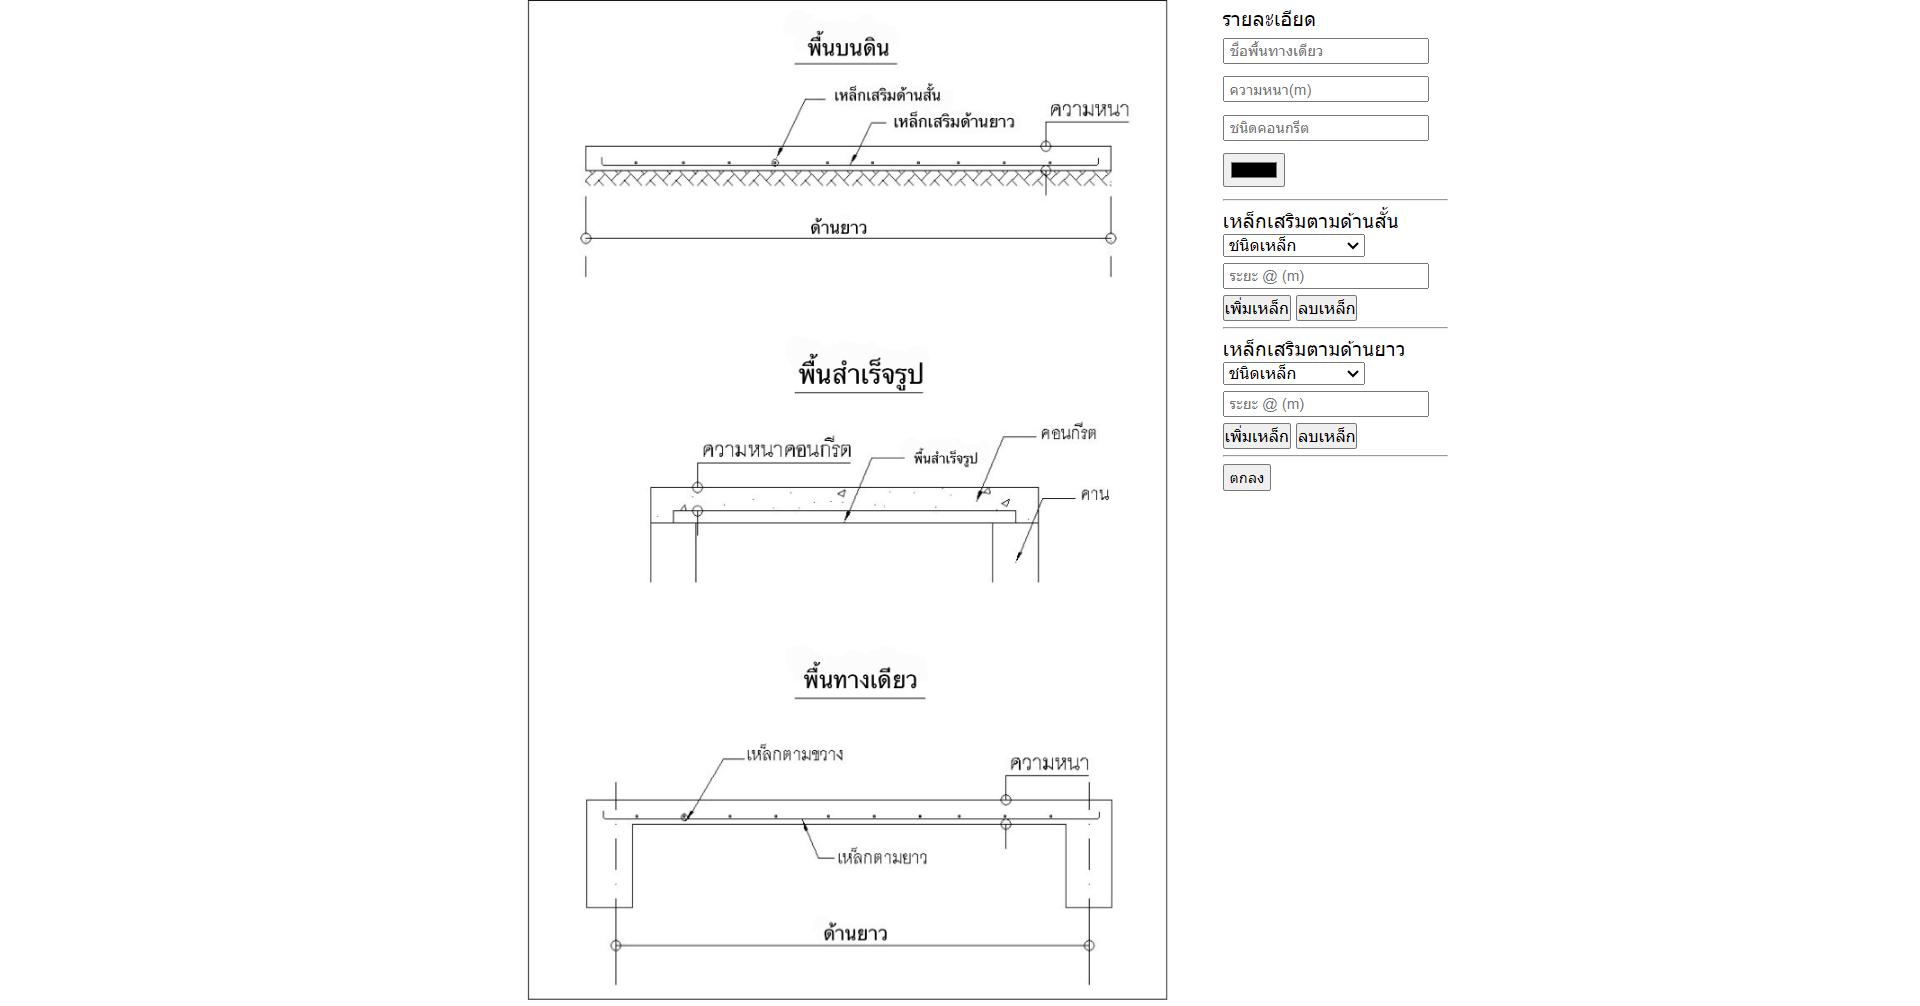 พื้นบนดิน
เหล็กเสริมด้านสั้น
เหล็กเสริมด้านยาว
ความหนา
ด้านยาว
พื้นสำเร็จรูป
ความหนาคอนกรีต
พื้นสำเร็จรูป
คอนกรีต
คาน
พื้นทางเดียว
เหล็กตามขวาง
ความหนา
เหล็กตามยาว
ด้านยาว
รายละเอียด
ชื่อพื้นทางเดียว
ความหนา(m)
ชนิดคอนกรีต
เหล็กเสริมตามด้านสั้น
ชนิดเหล็ก
ระยะ @ (m)
เพิ่มเหล็ก ลบเหล็ก
เหล็กเสริมตามด้านยาว
ชนิดเหล็ก
ระยะ @ (m)
เพิ่มเหล็ก ลบเหล็ก
ตกลง